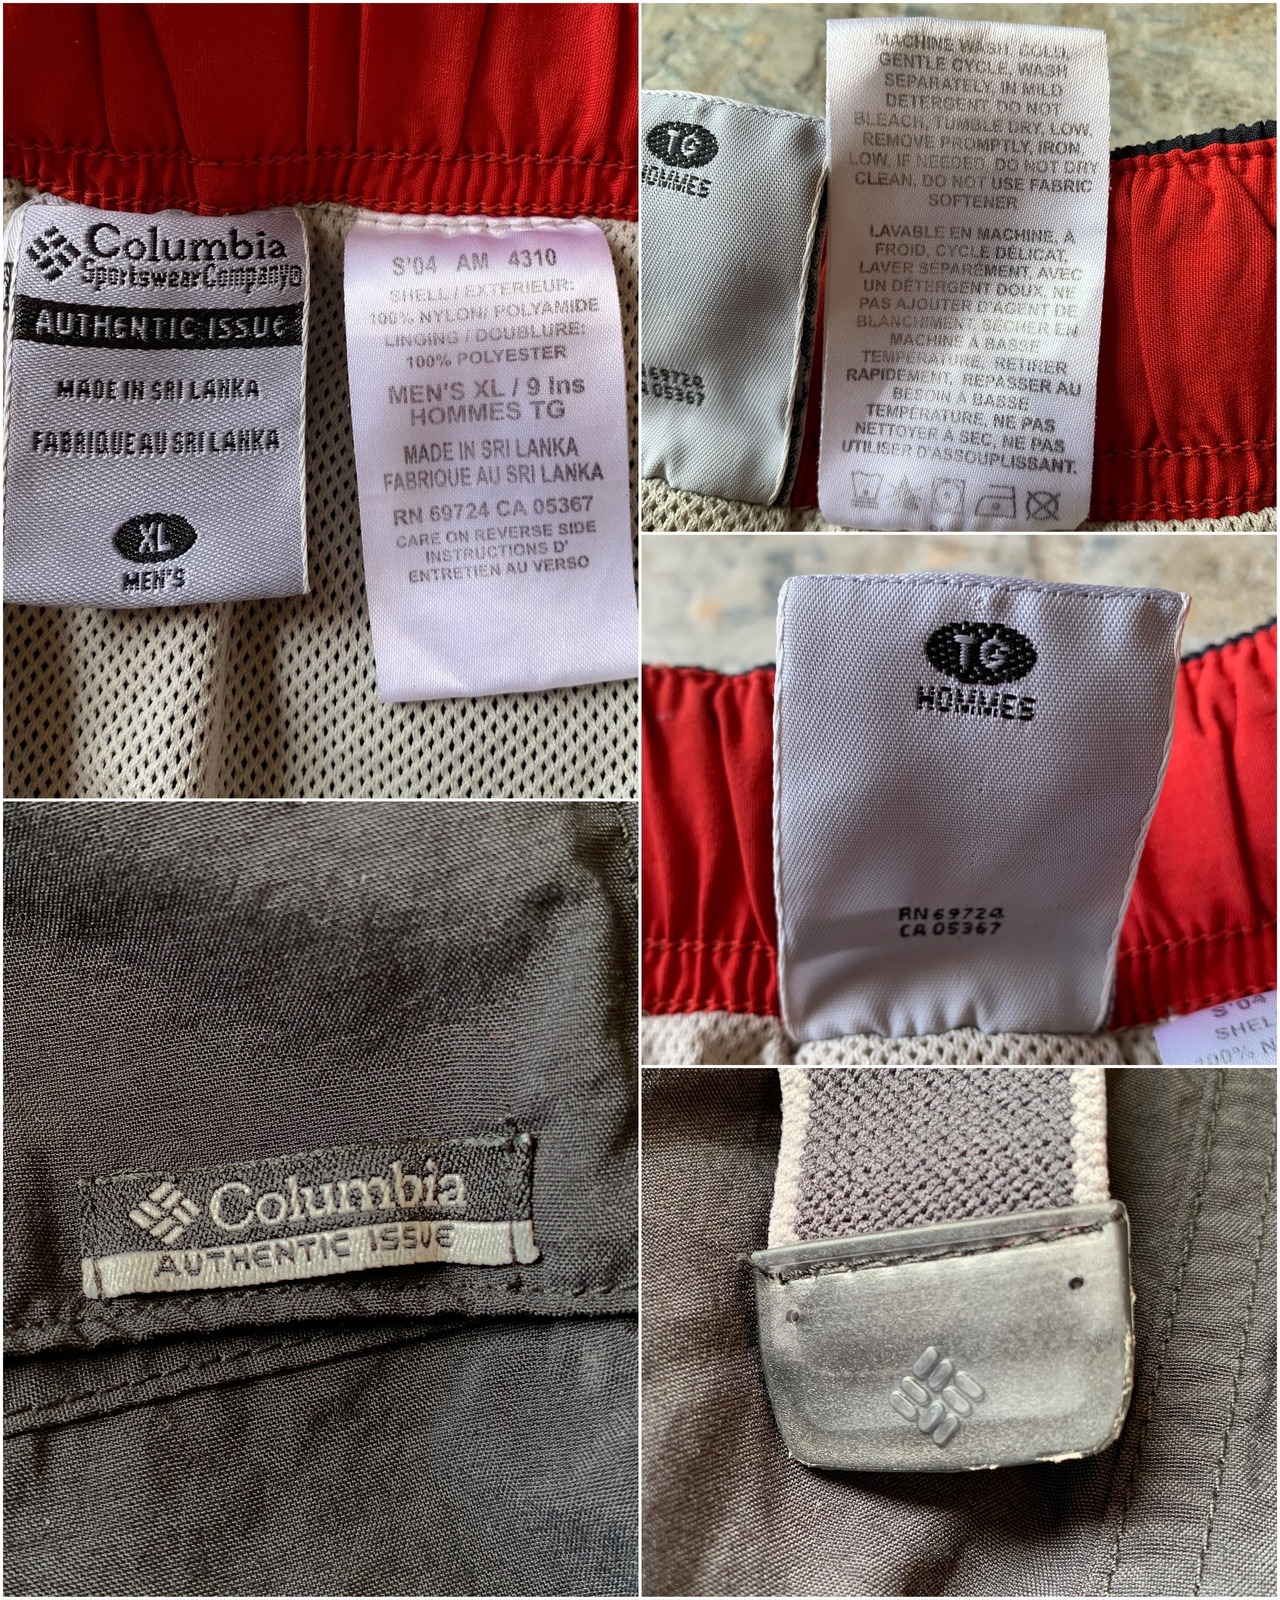 Columbia
Sportswear Company®
AUTHENTIC ISSUE
MADE IN SRI LANKA
FABRIQUE AU SRI LANKA
XL
MEN'S
S'04 AM 4310
SHELL / EXTERIEUR:
100% NYLON/ POLYAMIDE
LINGING / DOUBLURE:
100% POLYESTER
MEN'S XL / 9 Ins
HOMMES TG
MADE IN SRI LANKA
FABRIQUE AU SRI LANKA
RN 69724 CA 05367
CARE ON REVERSE SIDE
INSTRUCTIONS D'
ENTRETIEN AU VERSO
TG
HOMMES
69724
A 05367
MACHINE WASH, COLD,
GENTLE CYCLE, WASH
SEPARATELY, IN MILD
DETERGENT, DO NOT
BLEACH, TUMBLE DRY, LOW,
REMOVE PROMPTLY, IRON,
LOW, IF NEEDED, DO NOT DRY
CLEAN, DO NOT USE FABRIC
SOFTENER
LAVABLE EN MACHINE, A
FROID, CYCLE DÉLICAT,
LAVER SÉPARÉMENT, AVEC
UN DÉTERGENT DOUX, NE
PAS AJOUTER D'AGENT DE
BLANCHIMENT, SÉCHER EN
MACHINE À BASSE
TEMPÉRATURE, RETIRER
RAPIDEMENT, REPASSER AU
BESOIN À BASSE
TEMPÉRATURE, NE PAS
NETTOYER À SEC, NE PAS
UTILISER D'ASSOUPLISSANT.
TG
HOMMES
RN 69724
CA 05367
S'04
SHEL
100% N
Columbia
AUTHENTIC ISSUE